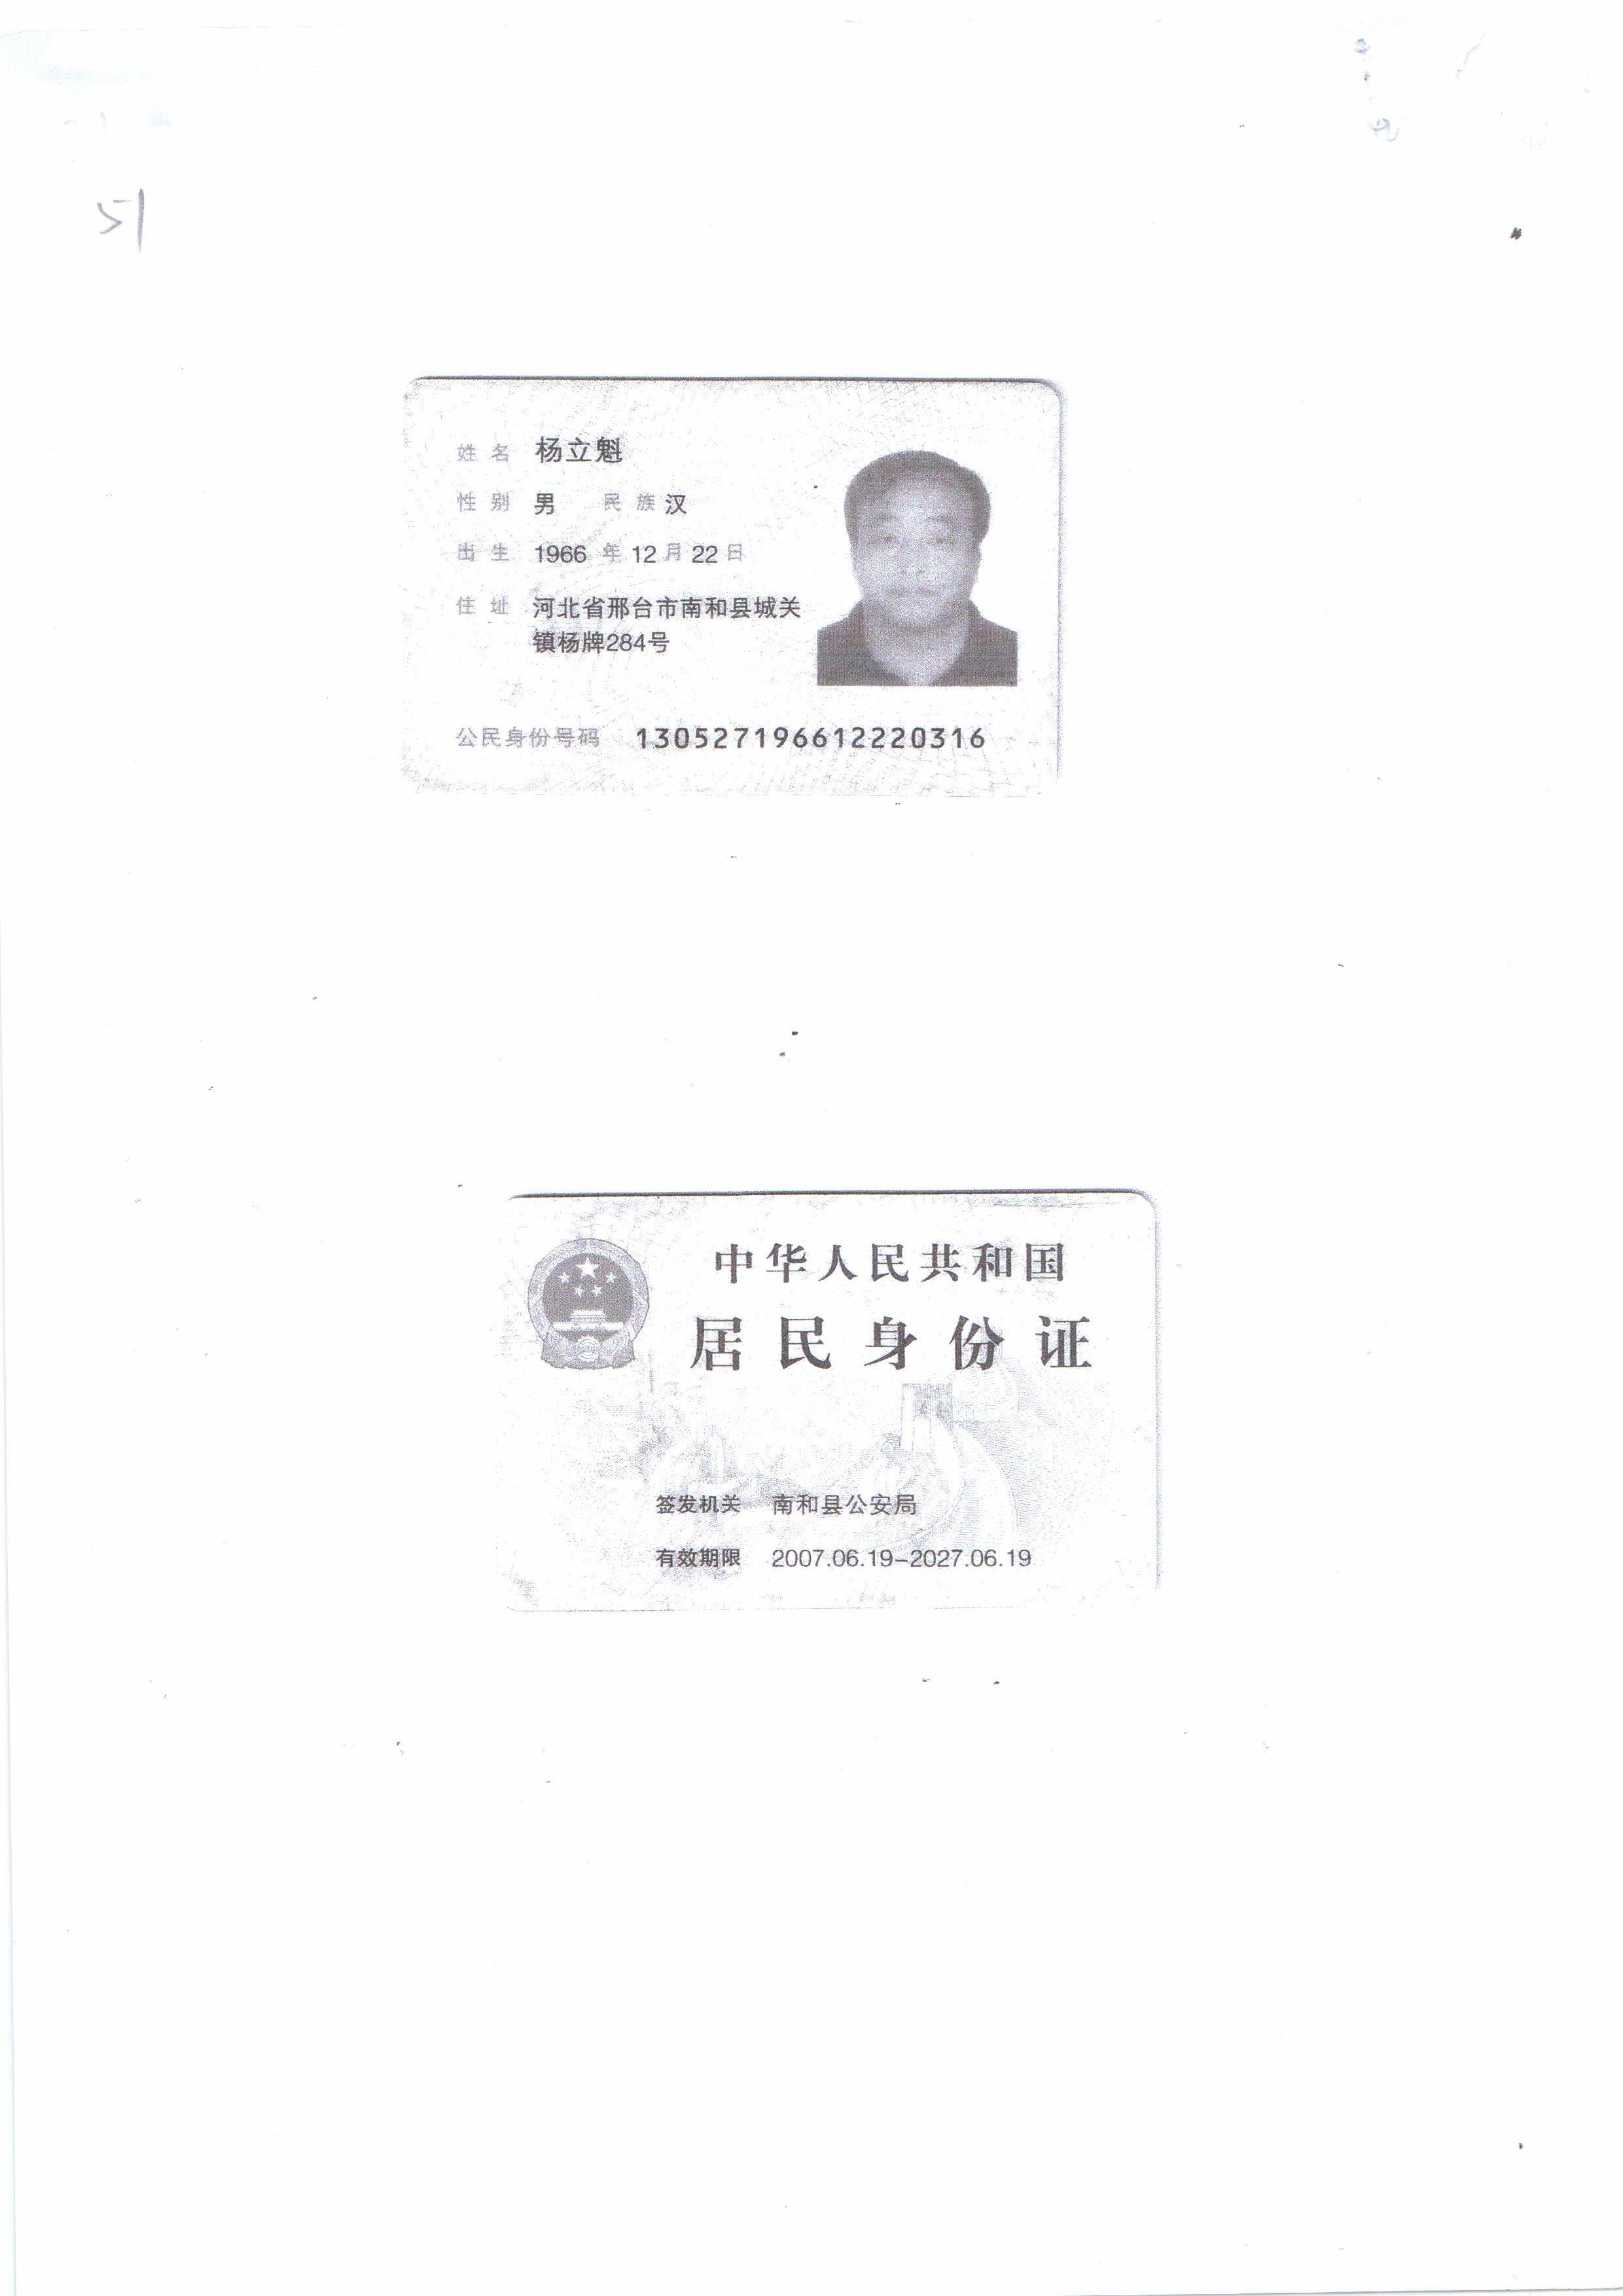 51
姓名 杨立魁
性别 男 民族 汉
出生 1966 年 12 月 22 日
住址 河北省邢台市南和县城关
镇杨牌284号
公民身份号码 130527196612220316
中华人民共和国
居民身份证
签发机关 南和县公安局
有效期限 2007.06.19-2027.06.19